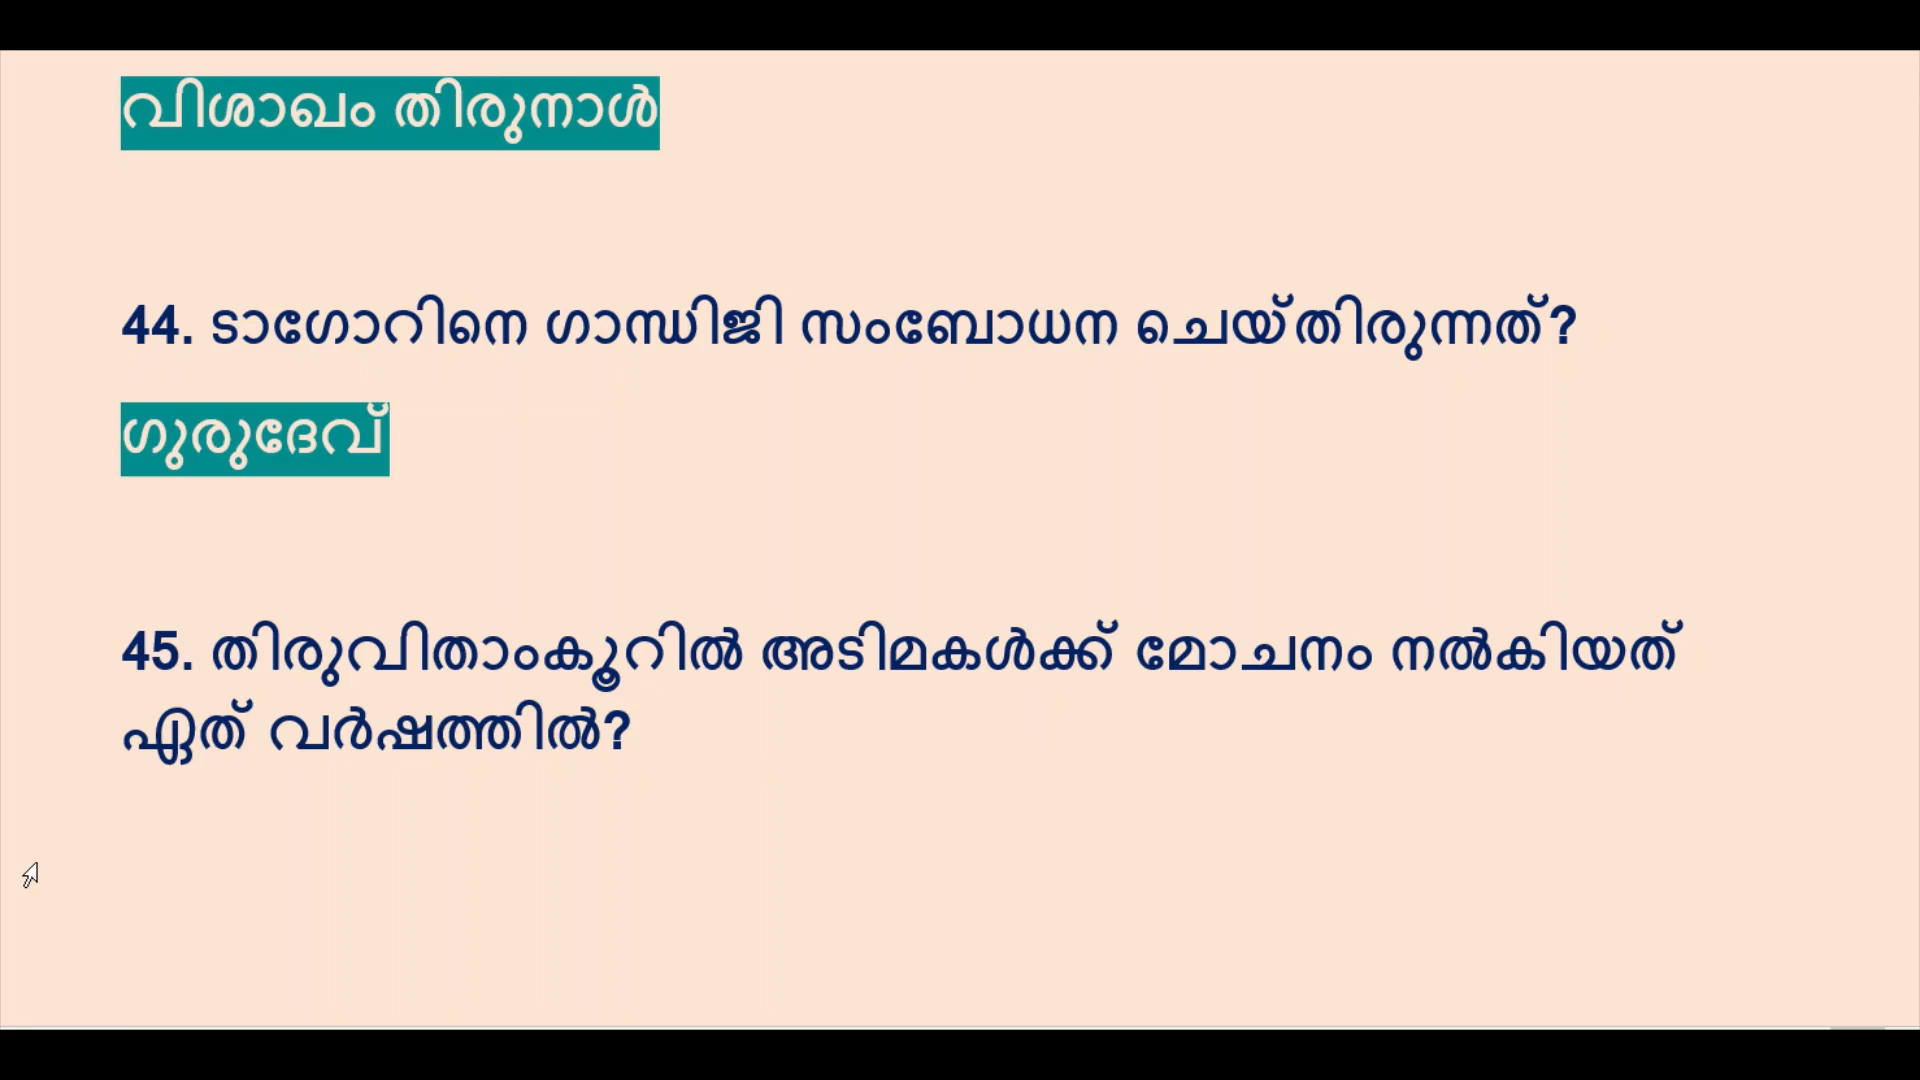 വിശാഖം തിരുനാൾ
44. ടാഗോറിനെ ഗാന്ധിജി സംബോധന ചെയ്തിരുന്നത്?
ഗുരുദേവ്
45. തിരുവിതാംകൂറിൽ അടിമകൾക്ക് മോചനം നൽകിയത്
ഏത് വർഷത്തിൽ?